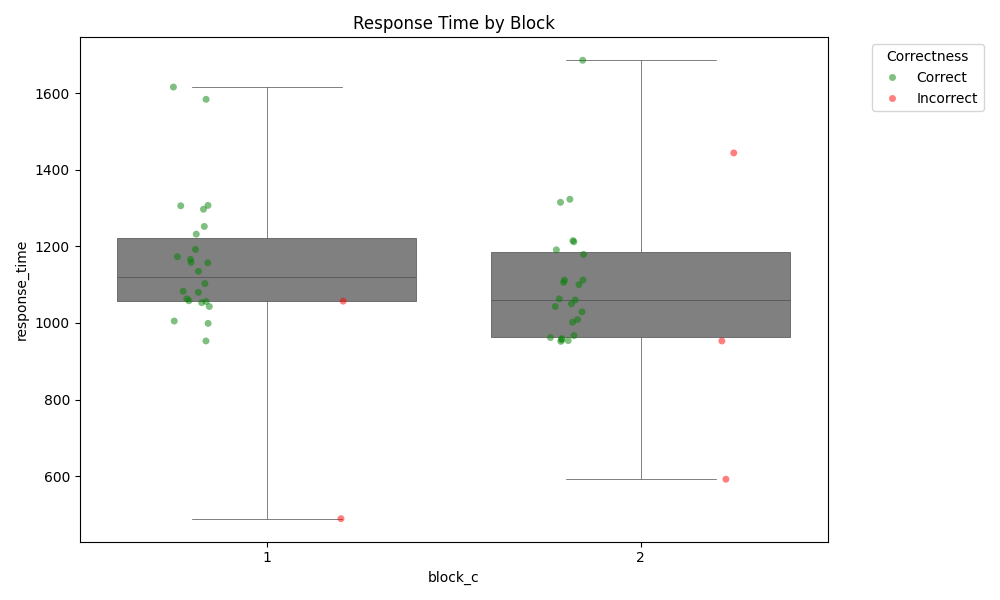 Response Time by Block
Correctness
Correct
Incorrect
1600
1400
1200
1000
800
600
response_time
1
2
block_c